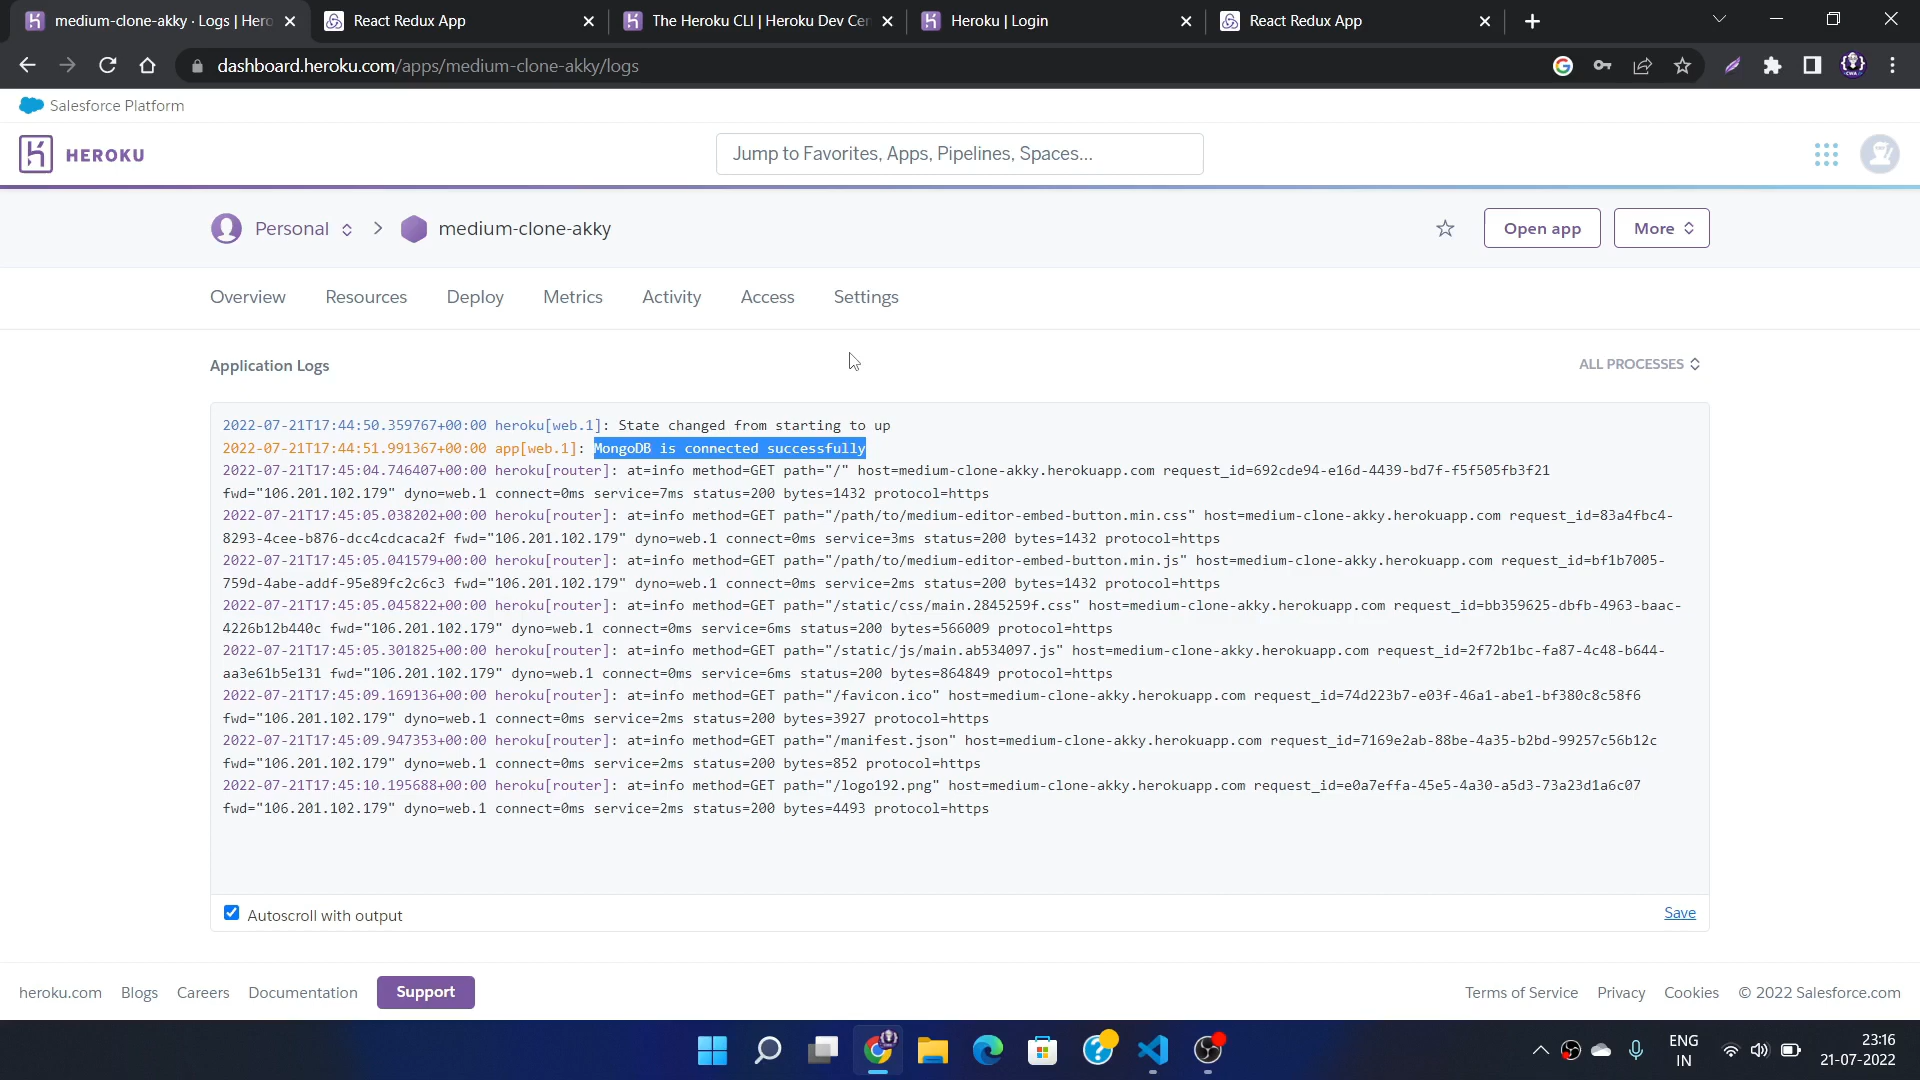 medium-clone-akky · Logs | Hero
React Redux App
The Heroku CLI | Heroku Dev Cen
Heroku | Login
React Redux App
dashboard.heroku.com/apps/medium-clone-akky/logs
Salesforce Platform
HEROKU
Jump to Favorites, Apps, Pipelines, Spaces...
Personal
medium-clone-akky
Open app
More
Overview
Resources
Deploy
Metrics
Activity
Access
Settings
Application Logs
ALL PROCESSES
2022-07-21T17:44:50.359767+00:00 heroku[web.1]: State changed from starting to up
2022-07-21T17:44:51.991367+00:00 app[web.1]: MongoDB is connected successfully
2022-07-21T17:45:04.746407+00:00 heroku[router]: at=info method=GET path="/" host=medium-clone-akky.herokuapp.com request_id=692cde94-e16d-4439-bd7f-f5f505fb3f21
fwd="106.201.102.179" dyno=web.1 connect=0ms service=7ms status=200 bytes=1432 protocol=https
2022-07-21T17:45:05.038202+00:00 heroku[router]: at=info method=GET path="/path/to/medium-editor-embed-button.min.css" host=medium-clone-akky.herokuapp.com request_id=83a4fbc4-
8293-4cee-b876-dcc4cdcaca2f fwd="106.201.102.179" dyno=web.1 connect=0ms service=3ms status=200 bytes=1432 protocol=https
2022-07-21T17:45:05.041579+00:00 heroku[router]: at=info method=GET path="/path/to/medium-editor-embed-button.min.js" host=medium-clone-akky.herokuapp.com request_id=bf1b7005-
759d-4abe-addf-95e89fc2c6c3 fwd="106.201.102.179" dyno=web.1 connect=0ms service=2ms status=200 bytes=1432 protocol=https
2022-07-21T17:45:05.045822+00:00 heroku[router]: at=info method=GET path="/static/css/main.2845259f.css" host=medium-clone-akky.herokuapp.com request_id=bb359625-dbfb-4963-baac-
4226b12b440c fwd="106.201.102.179" dyno=web.1 connect=0ms service=6ms status=200 bytes=566009 protocol=https
2022-07-21T17:45:05.301825+00:00 heroku[router]: at=info method=GET path="/static/js/main.ab534097.js" host=medium-clone-akky.herokuapp.com request_id=2f72b1bc-fa87-4c48-b644-
aa3e61b5e131 fwd="106.201.102.179" dyno=web.1 connect=0ms service=6ms status=200 bytes=864849 protocol=https
2022-07-21T17:45:09.169136+00:00 heroku[router]: at=info method=GET path="/favicon.ico" host=medium-clone-akky.herokuapp.com request_id=74d223b7-e03f-46a1-abe1-bf380c8c58f6
fwd="106.201.102.179" dyno=web.1 connect=0ms service=2ms status=200 bytes=3927 protocol=https
2022-07-21T17:45:09.947353+00:00 heroku[router]: at=info method=GET path="/manifest.json" host=medium-clone-akky.herokuapp.com request_id=7169e2ab-88be-4a35-b2bd-99257c56b12c
fwd="106.201.102.179" dyno=web.1 connect=0ms service=2ms status=200 bytes=852 protocol=https
2022-07-21T17:45:10.195688+00:00 heroku[router]: at=info method=GET path="/logo192.png" host=medium-clone-akky.herokuapp.com request_id=e0a7effa-45e5-4a30-a5d3-73a23d1a6c07
fwd="106.201.102.179" dyno=web.1 connect=0ms service=2ms status=200 bytes=4493 protocol=https
Autoscroll with output
Save
heroku.com
Blogs
Careers
Documentation
Support
Terms of Service
Privacy
Cookies
© 2022 Salesforce.com
ENG
IN
23:16
21-07-2022